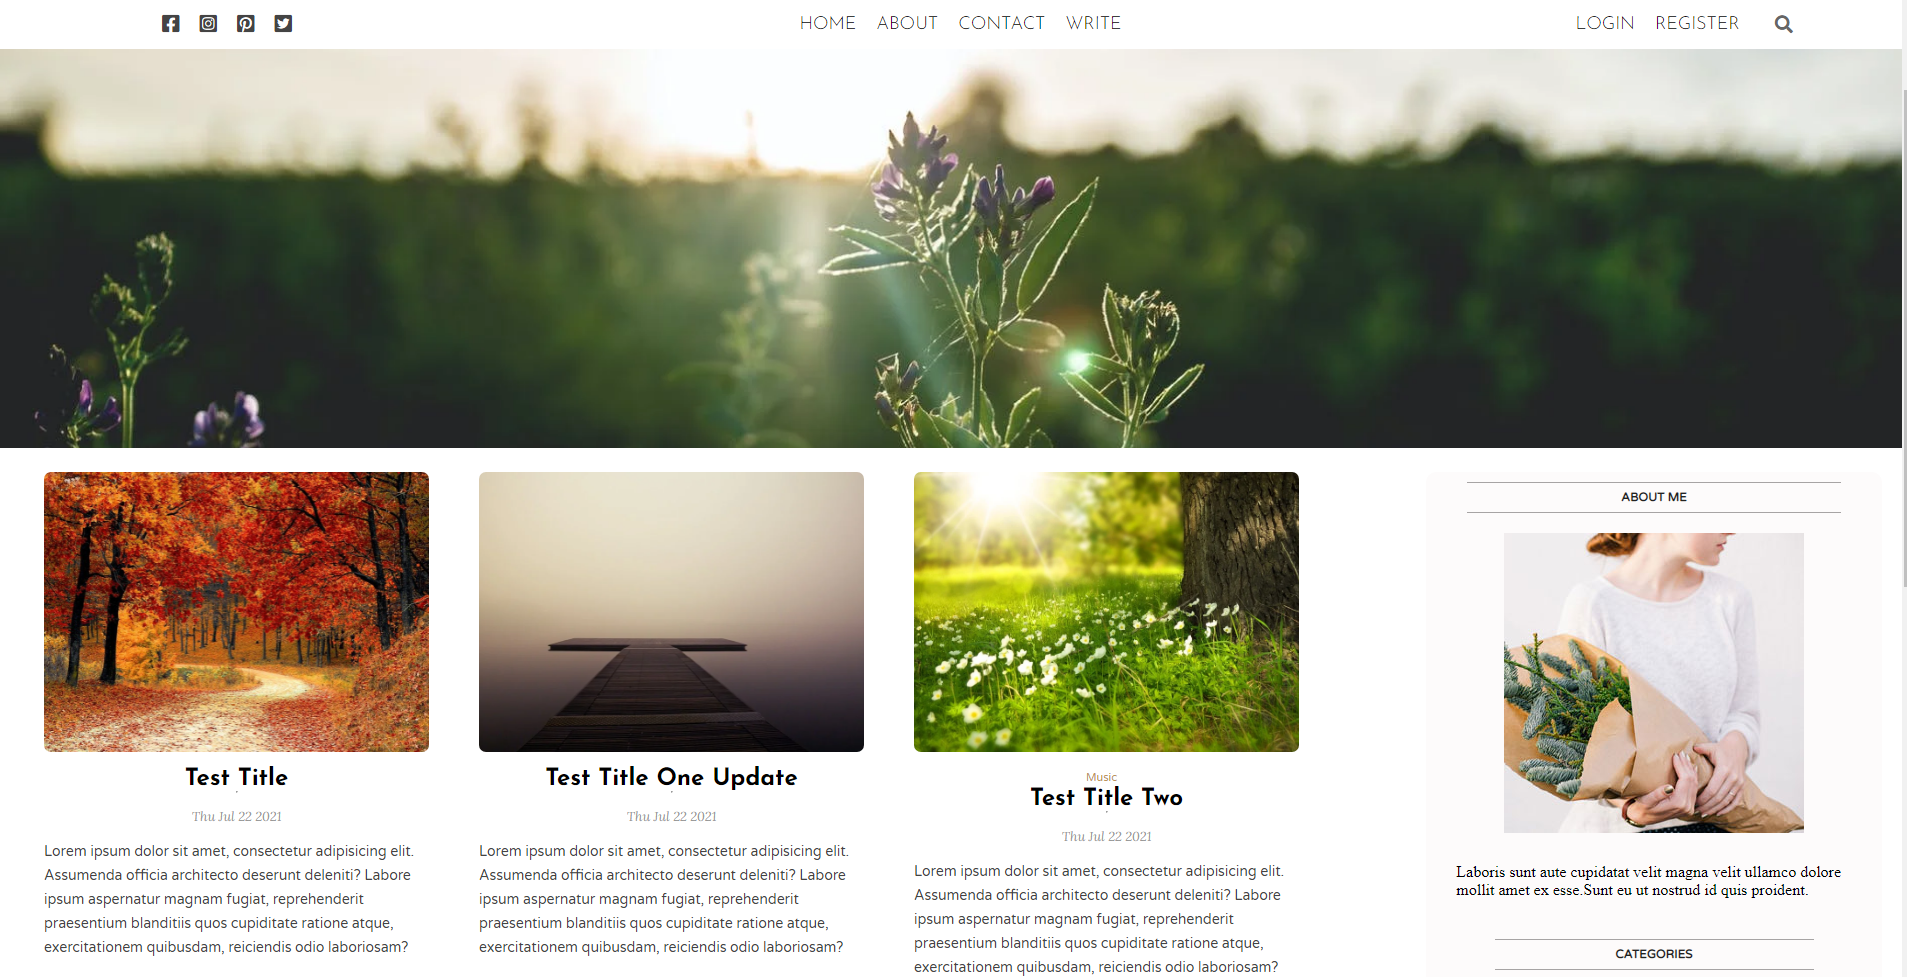 HOME ABOUT CONTACT WRITE
LOGIN REGISTER
Test Title
Thu Jul 22 2021
Lorem ipsum dolor sit amet, consectetur adipisicing elit.
Assumenda officia architecto deserunt deleniti? Labore
ipsum aspernatur magnam fugiat, reprehenderit
praesentium blanditiis quos cupiditate ratione atque,
exercitationem quibusdam, reiciendis odio laboriosam?
Test Title One Update
Thu Jul 22 2021
Lorem ipsum dolor sit amet, consectetur adipisicing elit.
Assumenda officia architecto deserunt deleniti? Labore
ipsum aspernatur magnam fugiat, reprehenderit
praesentium blanditiis quos cupiditate ratione atque,
exercitationem quibusdam, reiciendis odio laboriosam?
Music
Test Title Two
Thu Jul 22 2021
Lorem ipsum dolor sit amet, consectetur adipisicing elit.
Assumenda officia architecto deserunt deleniti? Labore
ipsum aspernatur magnam fugiat, reprehenderit
praesentium blanditiis quos cupiditate ratione atque,
exercitationem quibusdam, reiciendis odio laboriosam?
ABOUT ME
Laboris sunt aute cupidatat velit magna velit ullamco dolore
mollit amet ex esse.Sunt eu ut nostrud id quis proident.
CATEGORIES